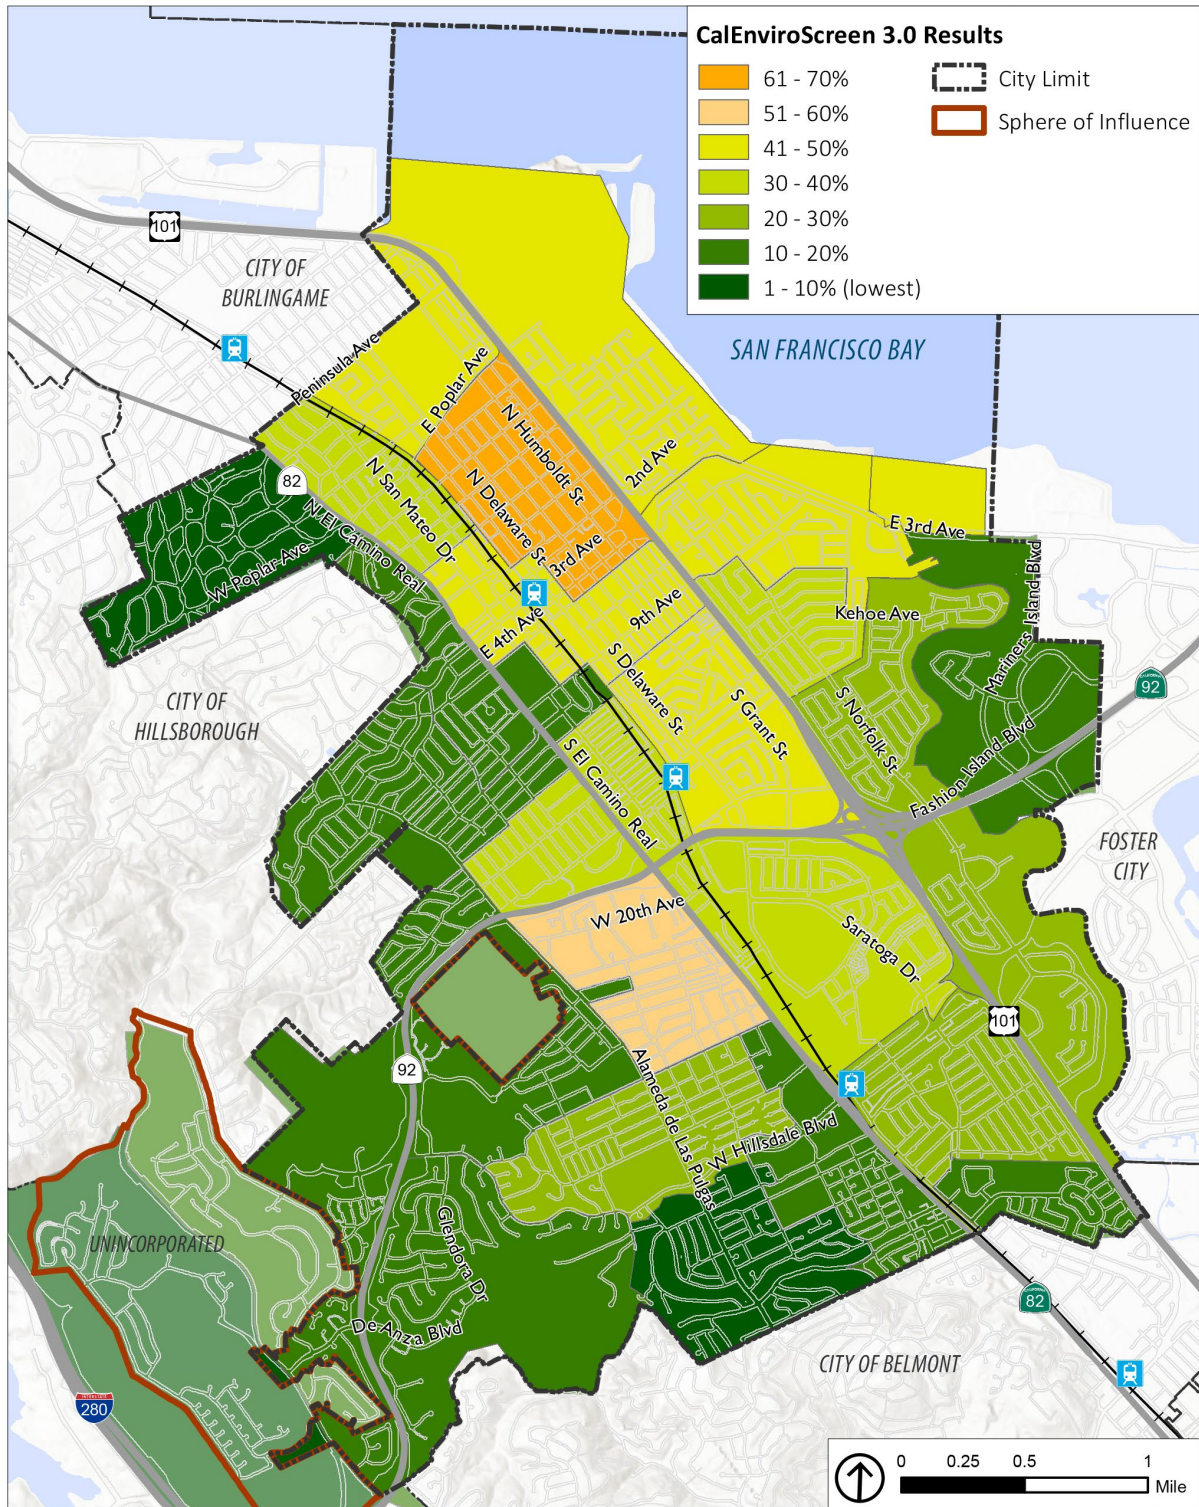 CalEnviroScreen 3.0 Results
61 - 70%
51 - 60%
41 - 50%
30 - 40%
20 - 30%
10 - 20%
1 - 10% (lowest)
City Limit
Sphere of Influence
101
CITY OF
BURLINGAME
SAN FRANCISCO BAY
Peninsula Ave
E Poplar Ave
N Humboldt St
2nd Ave
82
N San Mateo Dr
N Delaware St
3rd Ave
E 3rd Ave
N El Camino Real
W Poplar Ave
9th Ave
Kehoe Ave
Mariners Island Blvd
E 4th Ave
S Delaware St
S Grant St
S Norfolk St
CALIFORNIA
92
CITY OF
HILLSBOROUGH
S El Camino Real
Fashion Island Blvd
FOSTER
CITY
W 20th Ave
Saratoga Dr
101
92
Alameda de Las Pulgas
W Hillsdale Blvd
UNINCORPORATED
Glendora Dr
De Anza Blvd
CALIFORNIA
82
CITY OF BELMONT
INTERSTATE
280
0
0.25
0.5
1
Mile